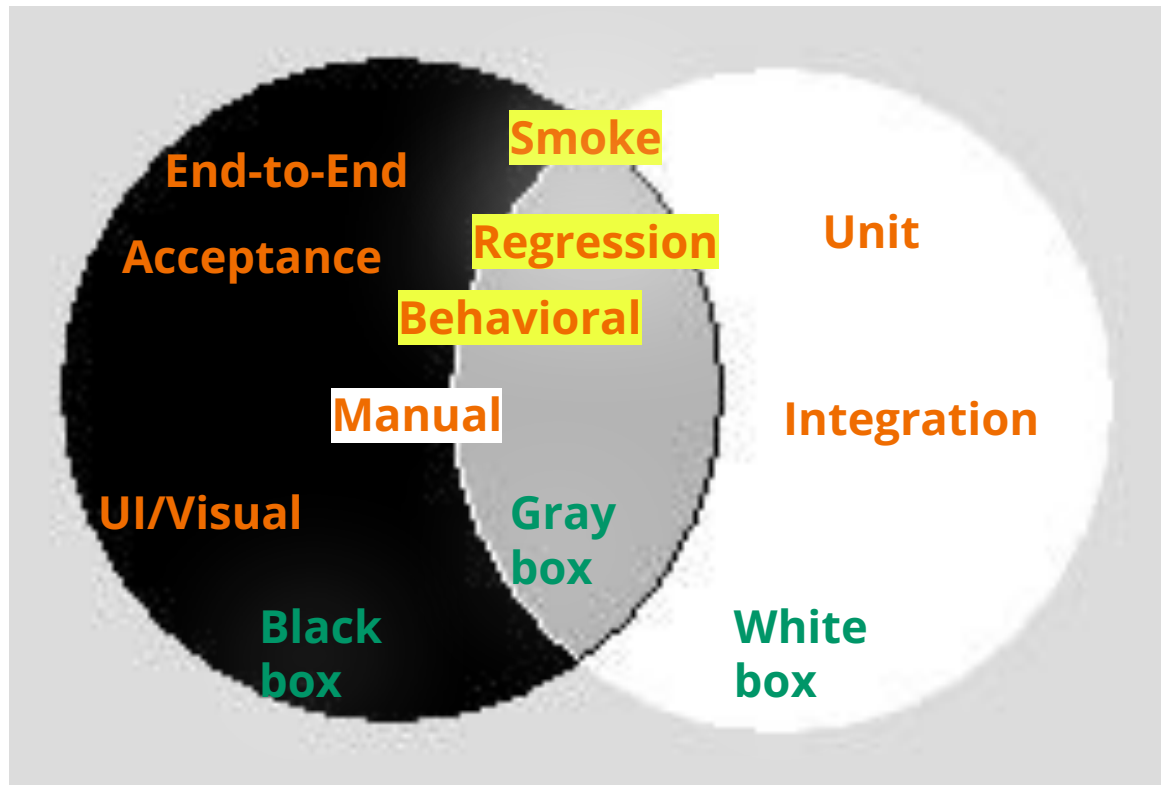 Smoke
End-to-End
Regression
Unit
Acceptance
Behavioral
Manual
Integration
UI/Visual
Gray
box
Black
box
White
box